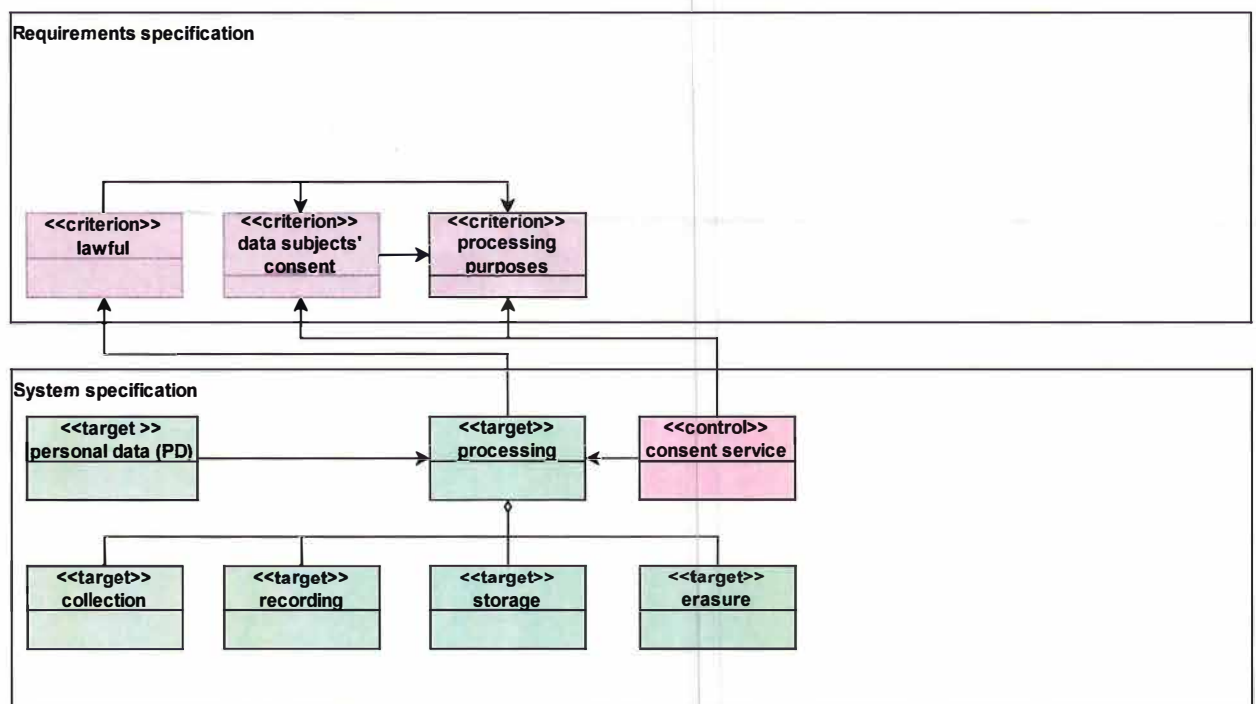 Requirements specification
<<criterion>>
lawful
<<criterion>>
data subjects'
consent
<<criterion>>
processing
purposes
System specification
<<target >>
personal data (PD)
<<target>>
processing
<<control>>
consent service
<<target>>
collection
<<target>>
recording
<<target>>
storage
<<target>>
erasure